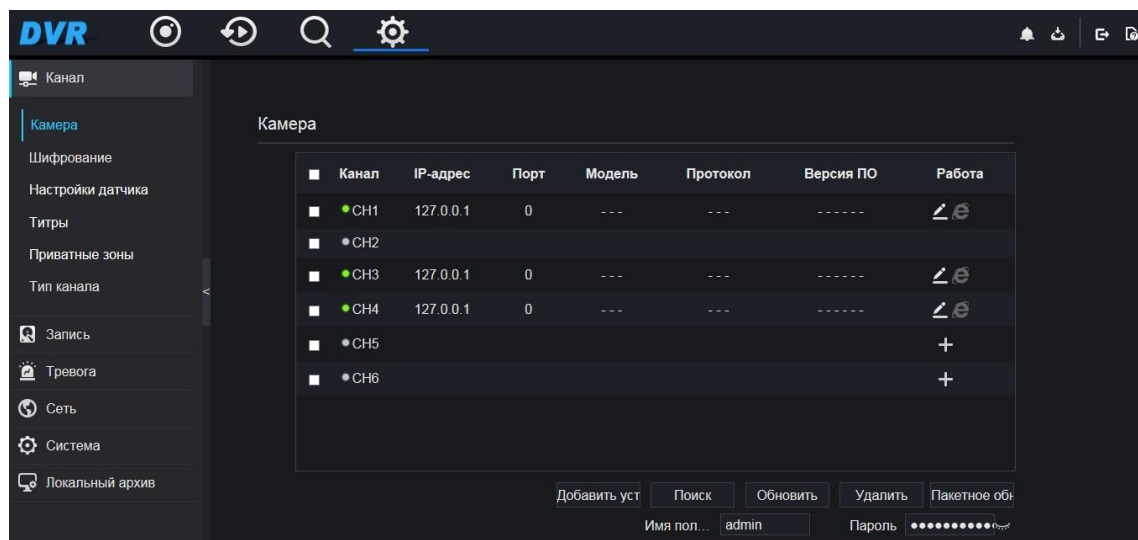 DVR
Канал
Камера
Шифрование
Настройки датчика
Титры
Приватные зоны
Тип канала
<
Запись
Тревога
Сеть
Система
Локальный архив
Камера
Канал IP-адрес Порт Модель Протокол Версия ПО Работа
CH1 127.0.0.1 0 --- --- ------
CH2
CH3 127.0.0.1 0 --- --- ------
CH4 127.0.0.1 0 --- --- ------
CH5 +
CH6 +
Добавить уст Поиск Обновить Удалить Пакетное обн
Имя пол... admin Пароль